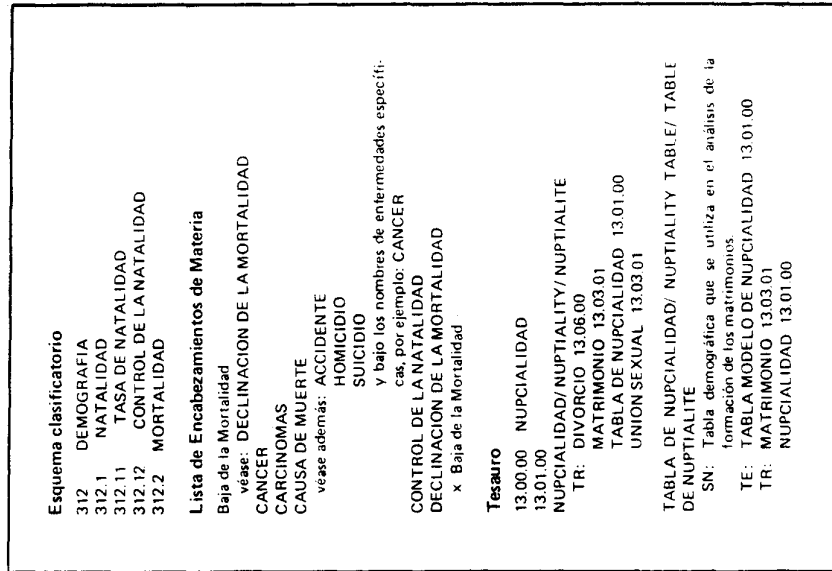 Esquema clasificatorio
312 DEMOGRAFIA
312.1 NATALIDAD
312.11 TASA DE NATALIDAD
312.12 CONTROL DE LA NATALIDAD
312.2 MORTALIDAD
Lista de Encabezamientos de Materia
Baja de la Mortalidad
véase: DECLINACION DE LA MORTALIDAD
CANCER
CARCINOMAS
CAUSA DE MUERTE
véase además: ACCIDENTE
HOMICIDIO
SUICIDIO
y bajo los nombres de enfermedades específi-
cas, por ejemplo: CANCER
CONTROL DE LA NATALIDAD
DECLINACION DE LA MORTALIDAD
x Baja de la Mortalidad
Tesauro
13.00.00 NUPCIALIDAD
13.01.00
NUPCIALIDAD/ NUPTIALITY/ NUPTIALITE
TR: DIVORCIO 13.06.00
MATRIMONIO 13.03.01
TABLA DE NUPCIALIDAD 13.01.00
UNION SEXUAL 13.03.01
TABLA DE NUPCIALIDAD/ NUPTIALITY TABLE/ TABLE
DE NUPTIALITE
SN: Tabla demográfica que se utiliza en el análisis de la
formación de los matrimonios.
TE: TABLA MODELO DE NUPCIALIDAD 13.01.00
TR: MATRIMONIO 13.03.01
NUPCIALIDAD 13.01.00